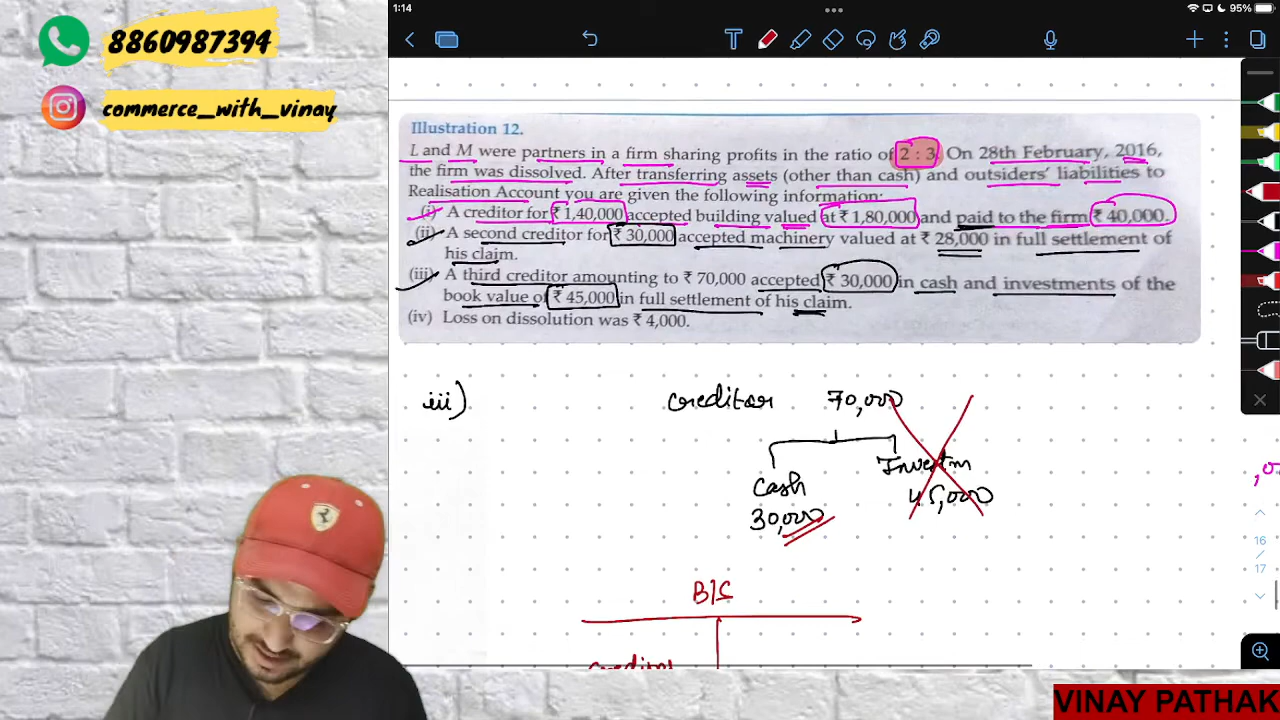 1:14
95%
8860987394
commerce_with_vinay
T
Illustration 12.
L and M were partners in a firm sharing profits in the ratio of 2 : 3. On 28th February, 2016,
the firm was dissolved. After transferring assets (other than cash) and outsiders' liabilities to
Realisation Account you are given the following information:
(i) A creditor for ₹ 1,40,000 accepted building valued at ₹ 1,80,000 and paid to the firm ₹ 40,000.
(ii) A second creditor for ₹ 30,000 accepted machinery valued at ₹ 28,000 in full settlement of
his claim.
(iii) A third creditor amounting to ₹ 70,000 accepted ₹ 30,000 in cash and investments of the
book value of ₹ 45,000 in full settlement of his claim.
(iv) Loss on dissolution was ₹ 4,000.
iii) creditor 70,000
Cash Investm
30,000 45,000
B/S
16
/
17
VINAY PATHAK